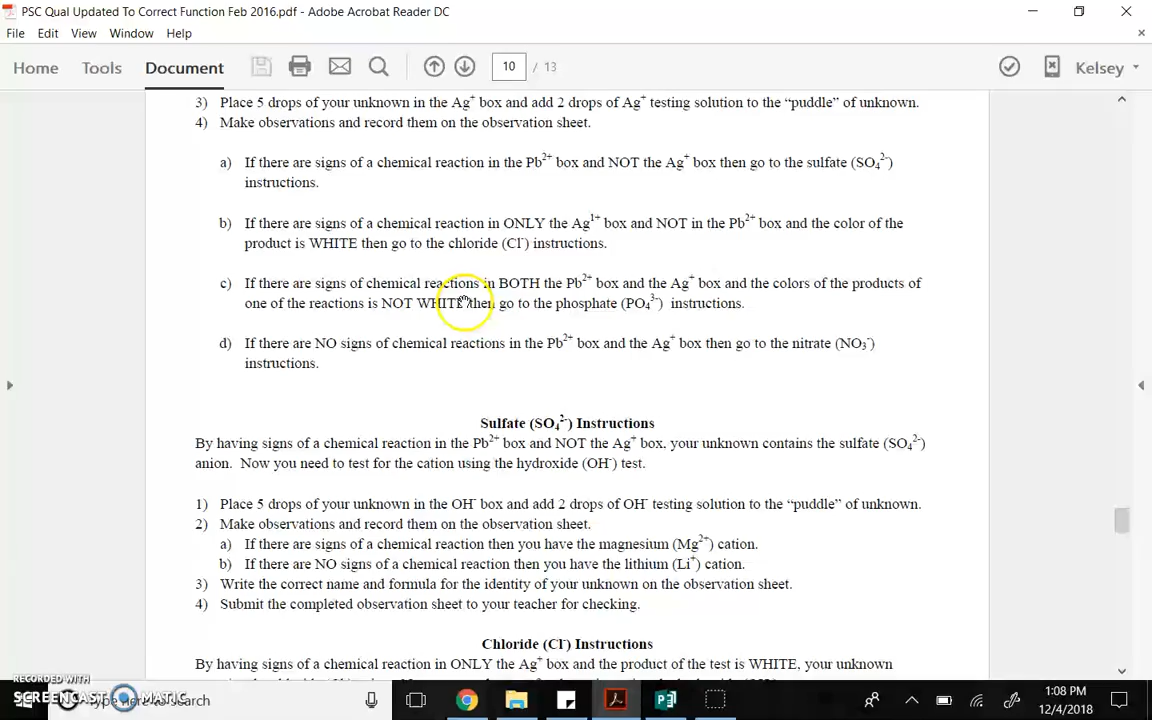 PSC Qual Updated To Correct Function Feb 2016.pdf - Adobe Acrobat Reader DC
File Edit View Window Help
Home Tools Document 10 / 13 Kelsey
3) Place 5 drops of your unknown in the Ag⁺ box and add 2 drops of Ag⁺ testing solution to the “puddle” of unknown.
4) Make observations and record them on the observation sheet.
a) If there are signs of a chemical reaction in the Pb²⁺ box and NOT the Ag⁺ box then go to the sulfate (SO₄²⁻)
instructions.
b) If there are signs of a chemical reaction in ONLY the Ag¹⁺ box and NOT in the Pb²⁺ box and the color of the
product is WHITE then go to the chloride (Cl⁻) instructions.
c) If there are signs of chemical reactions in BOTH the Pb²⁺ box and the Ag⁺ box and the colors of the products of
one of the reactions is NOT WHITE then go to the phosphate (PO₄³⁻) instructions.
d) If there are NO signs of chemical reactions in the Pb²⁺ box and the Ag⁺ box then go to the nitrate (NO₃⁻)
instructions.
Sulfate (SO₄²⁻) Instructions
By having signs of a chemical reaction in the Pb²⁺ box and NOT the Ag⁺ box, your unknown contains the sulfate (SO₄²⁻)
anion. Now you need to test for the cation using the hydroxide (OH⁻) test.
1) Place 5 drops of your unknown in the OH⁻ box and add 2 drops of OH⁻ testing solution to the “puddle” of unknown.
2) Make observations and record them on the observation sheet.
a) If there are signs of a chemical reaction then you have the magnesium (Mg²⁺) cation.
b) If there are NO signs of a chemical reaction then you have the lithium (Li⁺) cation.
3) Write the correct name and formula for the identity of your unknown on the observation sheet.
4) Submit the completed observation sheet to your teacher for checking.
Chloride (Cl⁻) Instructions
By having signs of a chemical reaction in ONLY the Ag⁺ box and the product of the test is WHITE, your unknown
RECORDED WITH
SCREENCAST MATIC
here to search
1:08 PM
12/4/2018